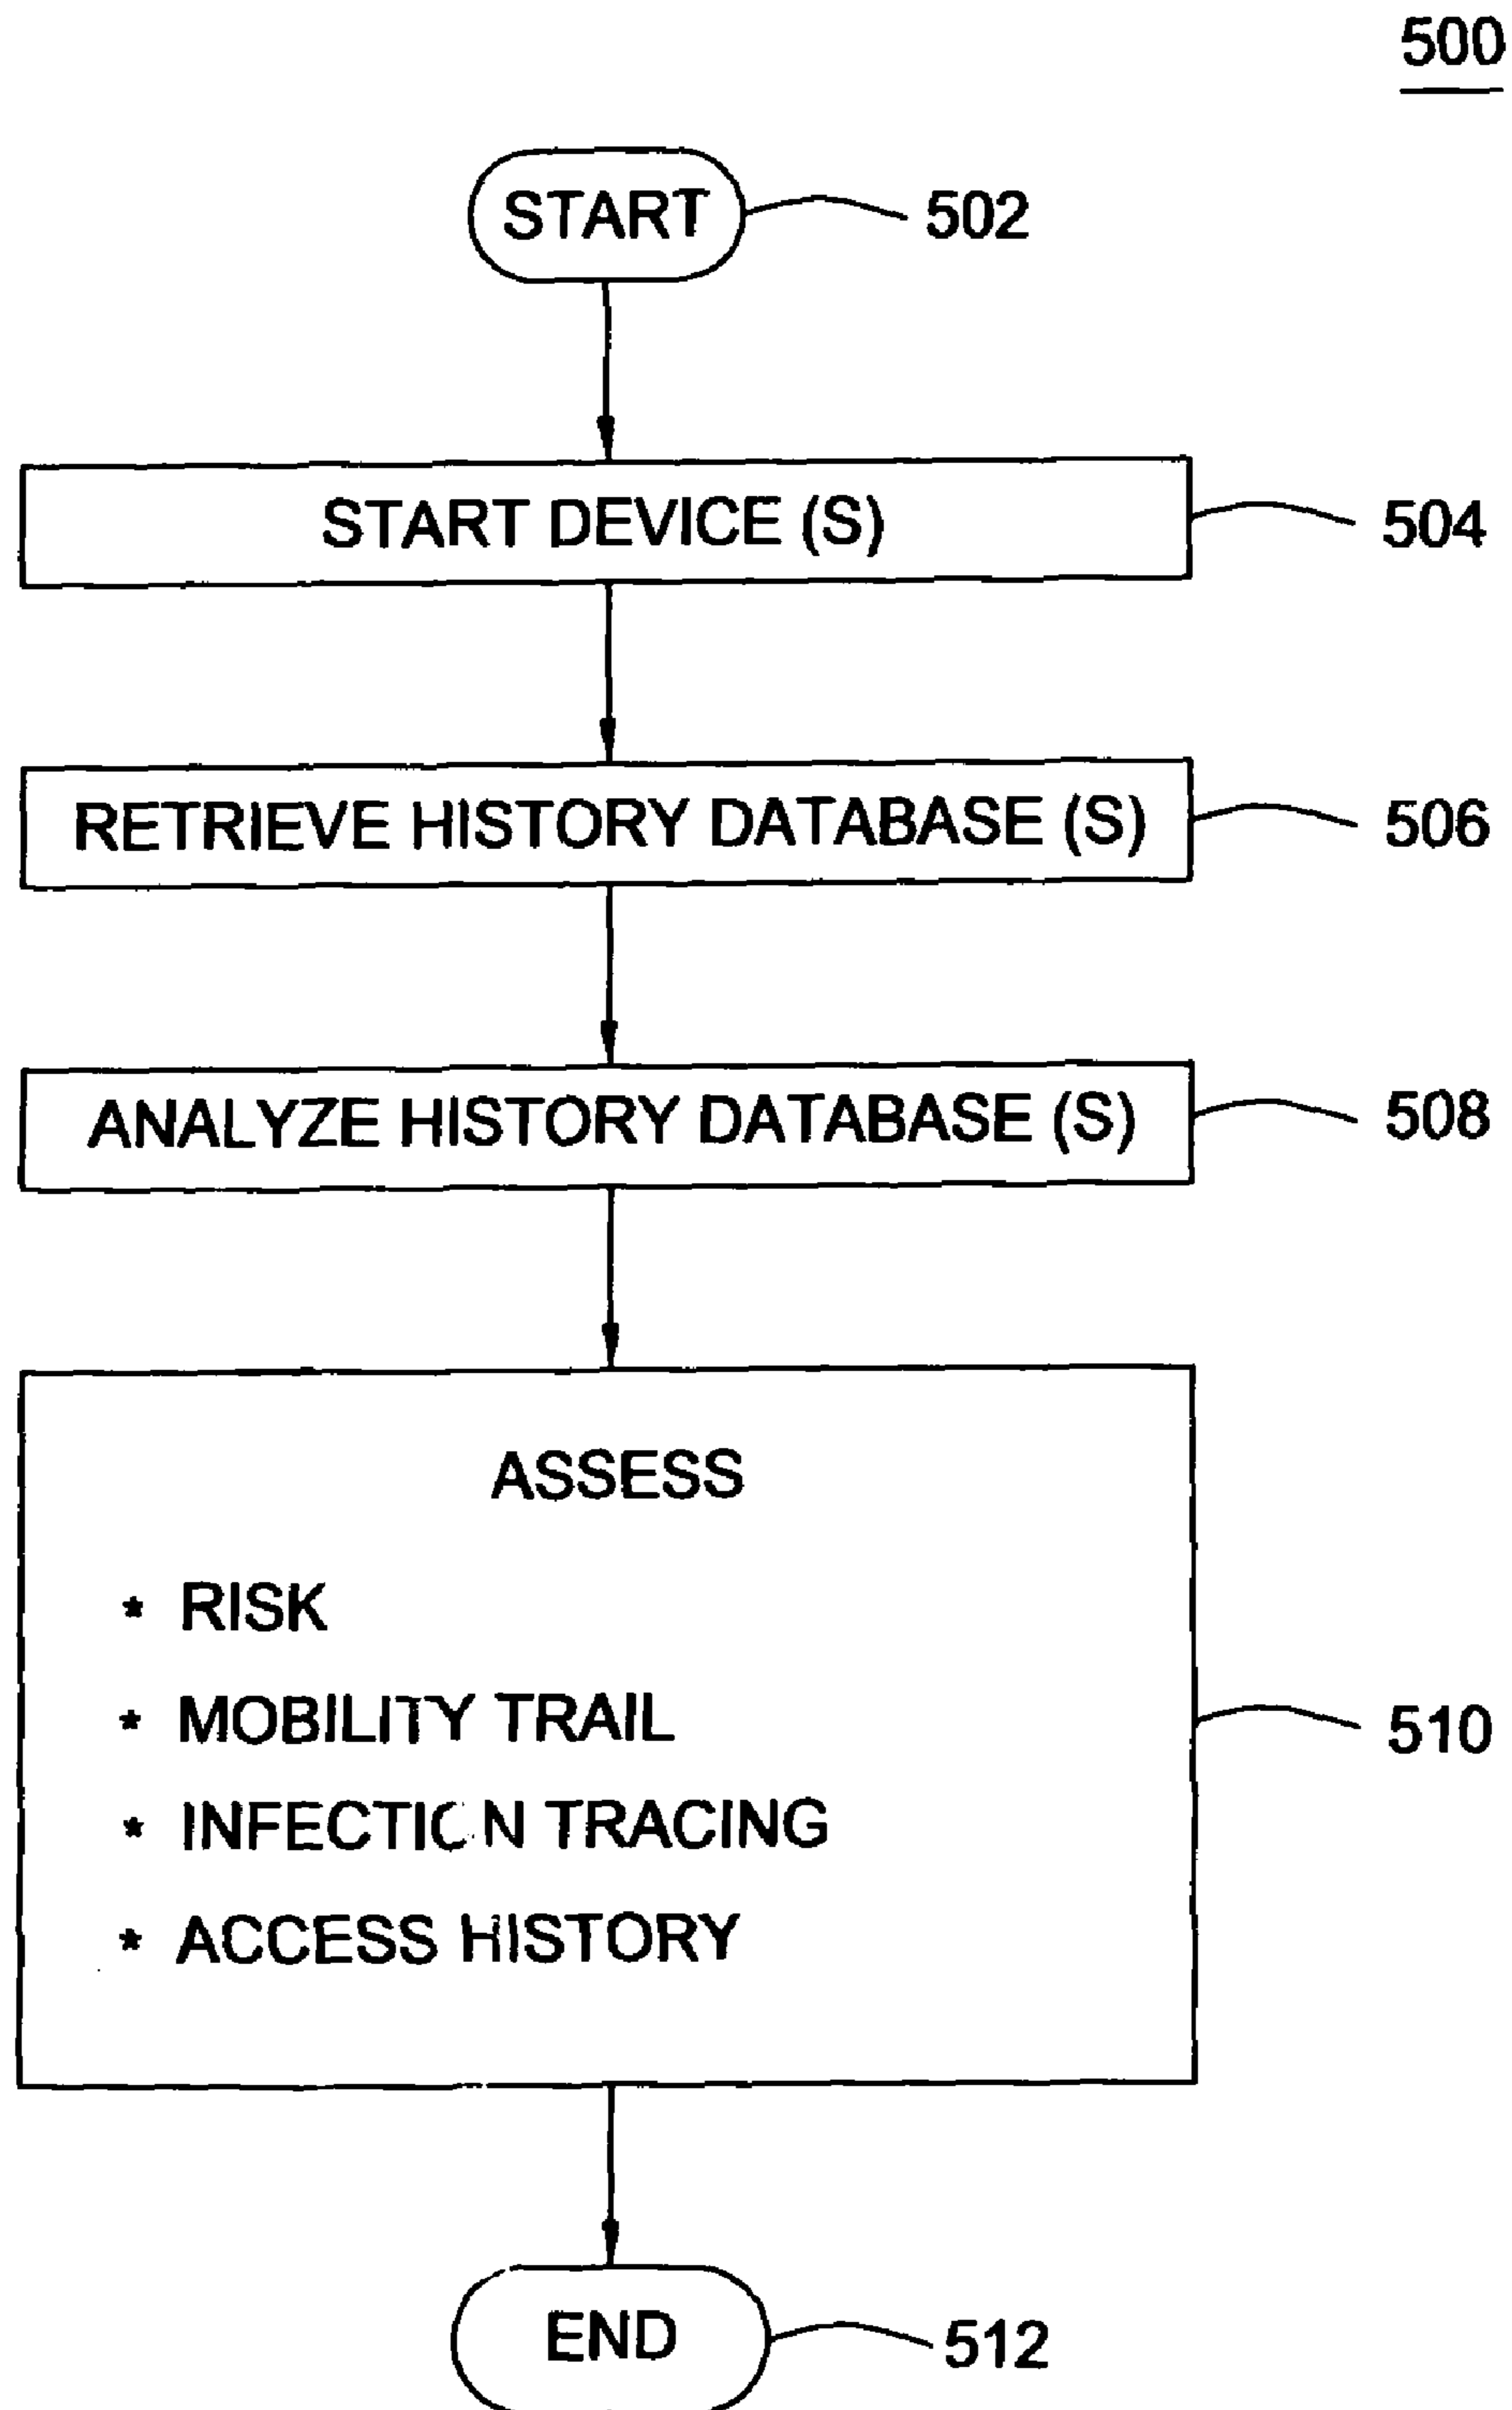 500
START
502
START DEVICE (S)
504
RETRIEVE HISTORY DATABASE (S)
506
ANALYZE HISTORY DATABASE (S)
508
ASSESS
* RISK
* MOBILITY TRAIL
* INFECTION TRACING
* ACCESS HISTORY
510
END
512